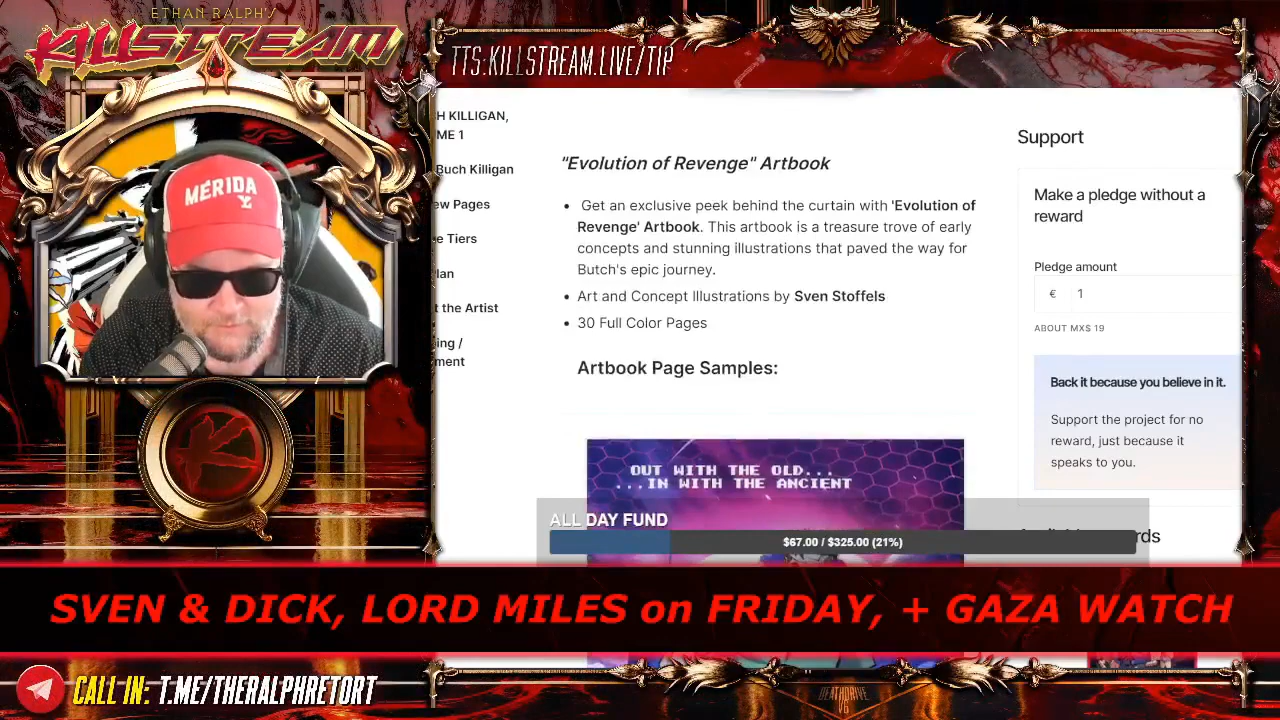 ETHAN RALPH'S
KILLSTREAM
TTS.KILLSTREAM.LIVE/TIP
MÉRIDA
H KILLIGAN,
ME 1
Buch Killigan
ew Pages
e Tiers
lan
t the Artist
ing /
ment
"Evolution of Revenge" Artbook
• Get an exclusive peek behind the curtain with 'Evolution of
Revenge' Artbook. This artbook is a treasure trove of early
concepts and stunning illustrations that paved the way for
Butch's epic journey.
• Art and Concept Illustrations by Sven Stoffels
• 30 Full Color Pages
Artbook Page Samples:
OUT WITH THE OLD...
...IN WITH THE ANCIENT
Support
Make a pledge without a
reward
Pledge amount
€ 1
ABOUT MX$ 19
Back it because you believe in it.
Support the project for no
reward, just because it
speaks to you.
ALL DAY FUND
$67.00 / $325.00 (21%)
SVEN & DICK, LORD MILES on FRIDAY, + GAZA WATCH
CALL IN: T.ME/THERALPHRETORT
DEATHDRIVE
V6